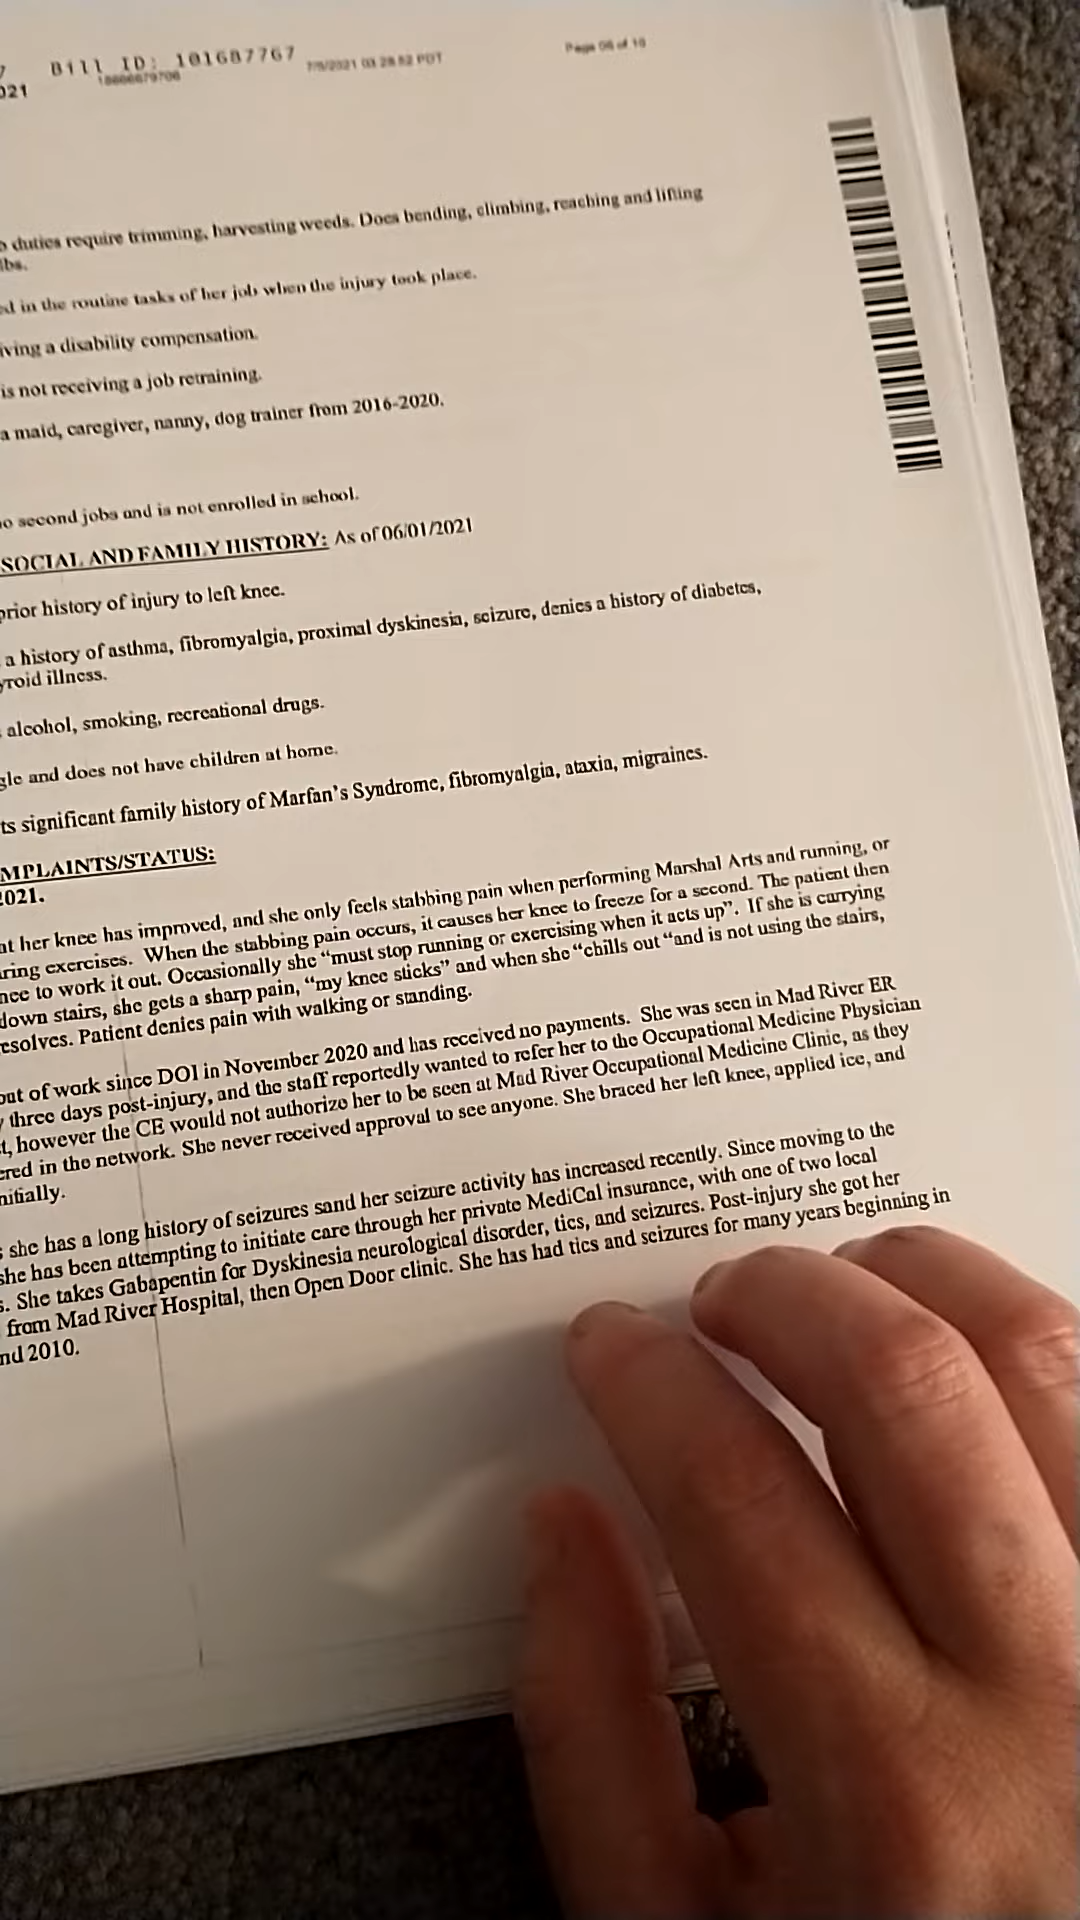 Bill ID: 101687767
18666679706 7/5/2021 03:28:52 PDT Page 06 of 10
021
duties require trimming, harvesting weeds. Does bending, climbing, reaching and lifting
lbs.
ed in the routine tasks of her job when the injury took place.
iving a disability compensation.
is not receiving a job retraining.
a maid, caregiver, nanny, dog trainer from 2016-2020.
no second jobs and is not enrolled in school.
SOCIAL AND FAMILY HISTORY: As of 06/01/2021
prior history of injury to left knee.
a history of asthma, fibromyalgia, proximal dyskinesia, seizure, denies a history of diabetes,
yroid illness.
alcohol, smoking, recreational drugs.
gle and does not have children at home.
ts significant family history of Marfan's Syndrome, fibromyalgia, ataxia, migraines.
MPLAINTS/STATUS:
2021.
at her knee has improved, and she only feels stabbing pain when performing Marshal Arts and running, or
ring exercises. When the stabbing pain occurs, it causes her knee to freeze for a second. The patient then
nee to work it out. Occasionally she “must stop running or exercising when it acts up”. If she is carrying
down stairs, she gets a sharp pain, “my knee sticks” and when she “chills out “and is not using the stairs,
esolves. Patient denies pain with walking or standing.
out of work since DOI in November 2020 and has received no payments. She was seen in Mad River ER
three days post-injury, and the staff reportedly wanted to refer her to the Occupational Medicine Physician
t, however the CE would not authorize her to be seen at Mad River Occupational Medicine Clinic, as they
ered in the network. She never received approval to see anyone. She braced her left knee, applied ice, and
nitially.
she has a long history of seizures sand her seizure activity has increased recently. Since moving to the
she has been attempting to initiate care through her private MediCal insurance, with one of two local
s. She takes Gabapentin for Dyskinesia neurological disorder, tics, and seizures. Post-injury she got her
from Mad River Hospital, then Open Door clinic. She has had tics and seizures for many years beginning in
nd 2010.